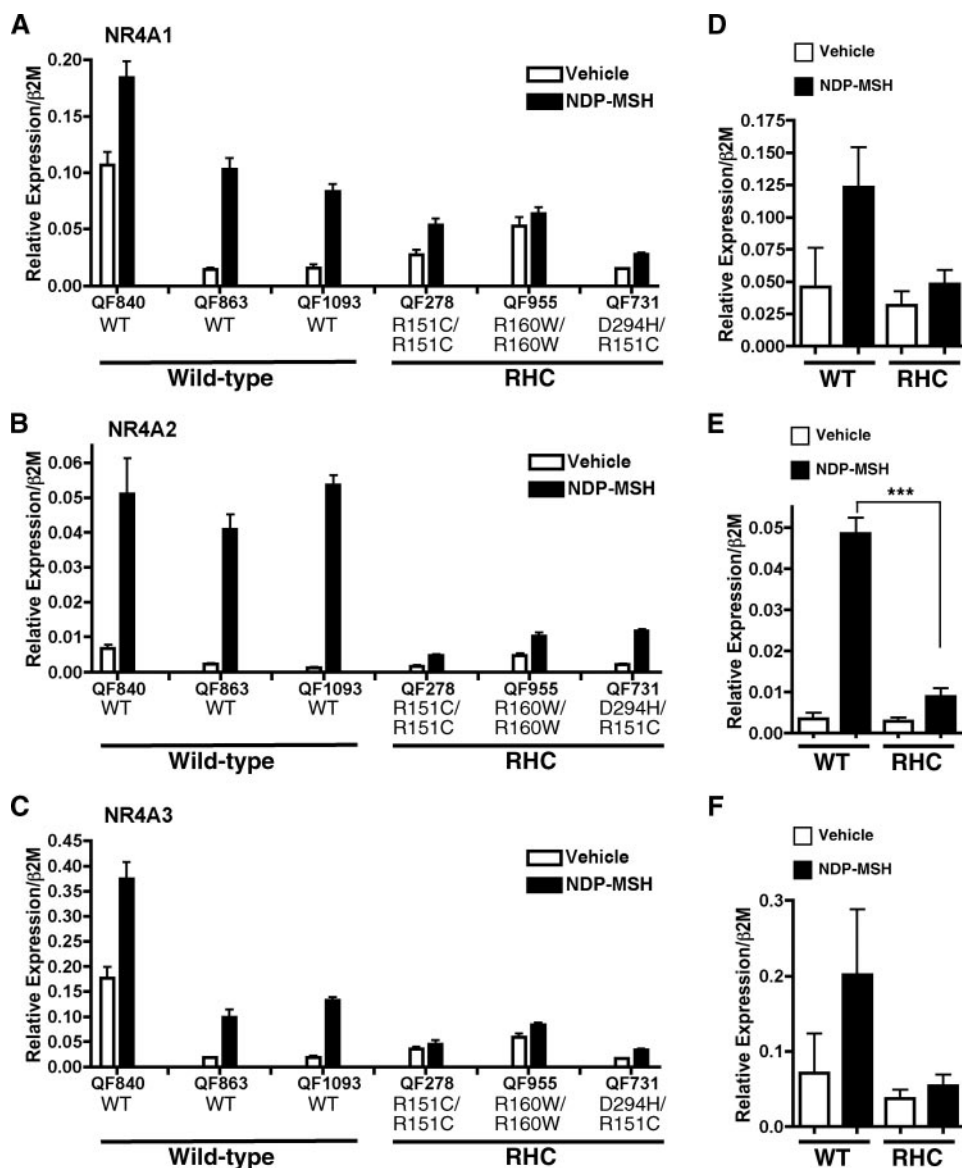 A
NR4A1
Relative Expression/β2M
0.20
0.15
0.10
0.05
0.00
Vehicle
NDP-MSH
QF840 QF863 QF1093 QF278 QF955 QF731
WT WT WT R151C/ R160W/ D294H/
R151C R160W R151C
Wild-type RHC
D
Vehicle
NDP-MSH
Relative Expression/β2M
0.175
0.150
0.125
0.100
0.075
0.050
0.025
0.000
WT RHC
B
NR4A2
Relative Expression/β2M
0.06
0.05
0.04
0.03
0.02
0.01
0.00
Vehicle
NDP-MSH
QF840 QF863 QF1093 QF278 QF955 QF731
WT WT WT R151C/ R160W/ D294H/
R151C R160W R151C
Wild-type RHC
E
Vehicle
NDP-MSH
***
Relative Expression/β2M
0.05
0.04
0.03
0.02
0.01
0.00
WT RHC
C
NR4A3
Relative Expression/β2M
0.45
0.40
0.35
0.30
0.25
0.20
0.15
0.10
0.05
0.00
Vehicle
NDP-MSH
QF840 QF863 QF1093 QF278 QF955 QF731
WT WT WT R151C/ R160W/ D294H/
R151C R160W R151C
Wild-type RHC
F
Vehicle
NDP-MSH
Relative Expression/β2M
0.3
0.2
0.1
0.0
WT RHC